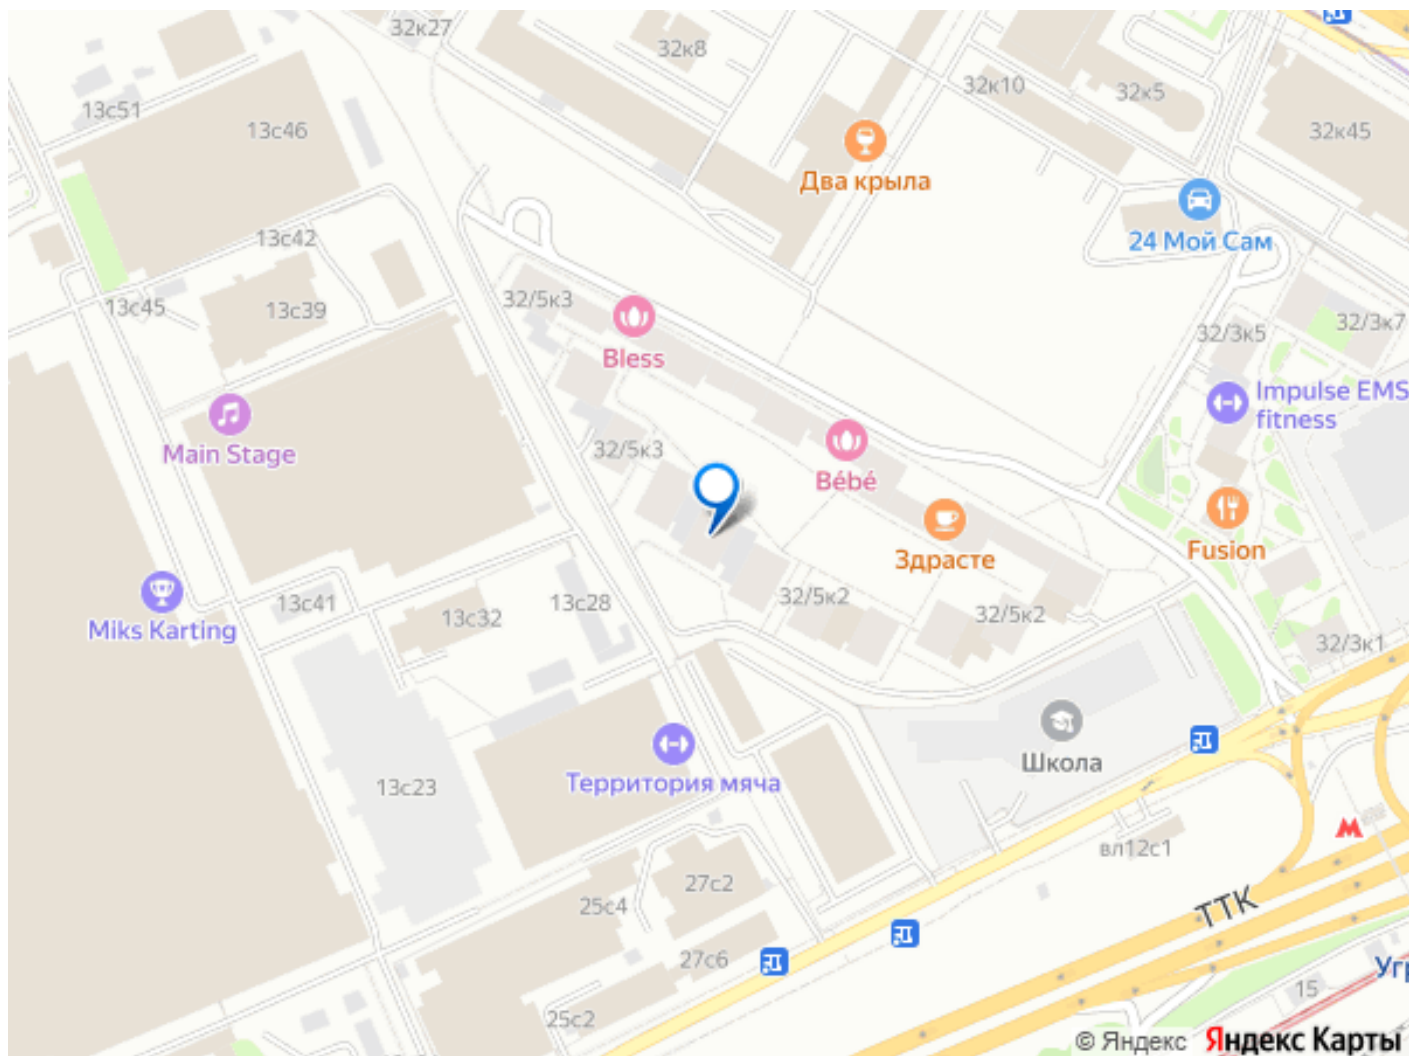 32к27
32к8
32к10
32к5
13с51
13с46
32к45
Два крыла
24 Мой Сам
13с42
32/5к3
13с45
13с39
32/3к7
32/3к5
Bless
Impulse EMS
fitness
Main Stage
32/5к3
Bébé
Fusion
Здрасте
13с41
13с28
32/5к2
13с32
32/5к2
Miks Karting
32/3к1
Школа
Территория мяча
13с23
вл12с1
27с2
25с4
ТТК
27с6
Угр
15
25с2
© Яндекс Яндекс Карты